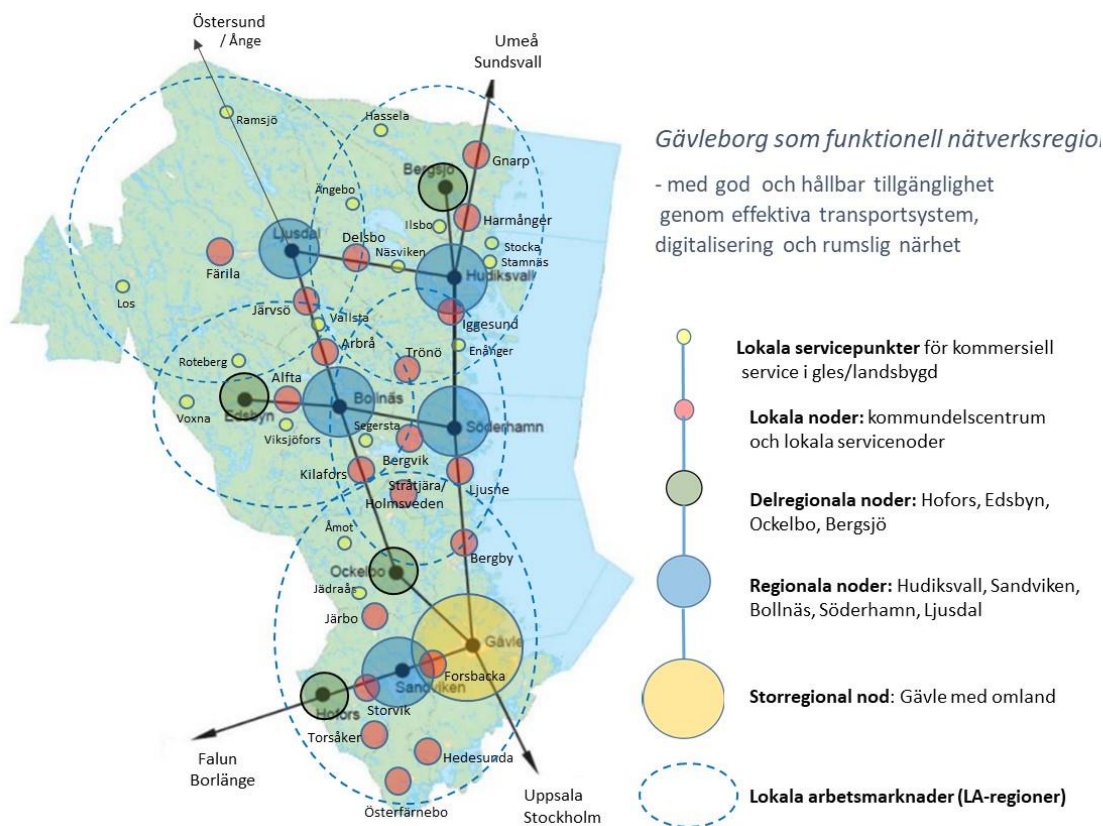 Östersund
/ Ånge
Umeå
Sundsvall
Ramsjö
Hassela
Gnarp
Bergsjö
Ängebo
Ilsbo
Harmånger
Ljusdal
Delsbo
Näsviken
Stocka
Stamnäs
Färila
Hudiksvall
Los
Järvsö
Vallsta
Iggesund
Arbrå
Trönö
Enånger
Roteberg
Alfta
Voxna
Edsbyn
Bollnäs
Viksjöfors
Segersta
Söderhamn
Bergvik
Kilafors
Stråtjära/
Holmsveden
Ljusne
Åmot
Bergby
Ockelbo
Jädraås
Järbo
Gävle
Forsbacka
Sandviken
Hofors
Storvik
Torsåker
Hedesunda
Falun
Borlänge
Österfärnebo
Uppsala
Stockholm
Gävleborg som funktionell nätverksregion
- med god och hållbar tillgänglighet
genom effektiva transportsystem,
digitalisering och rumslig närhet
Lokala servicepunkter för kommersiell
service i gles/landsbygd
Lokala noder: kommundelscentrum
och lokala servicenoder
Delregionala noder: Hofors, Edsbyn,
Ockelbo, Bergsjö
Regionala noder: Hudiksvall, Sandviken,
Bollnäs, Söderhamn, Ljusdal
Storregional nod: Gävle med omland
Lokala arbetsmarknader (LA-regioner)